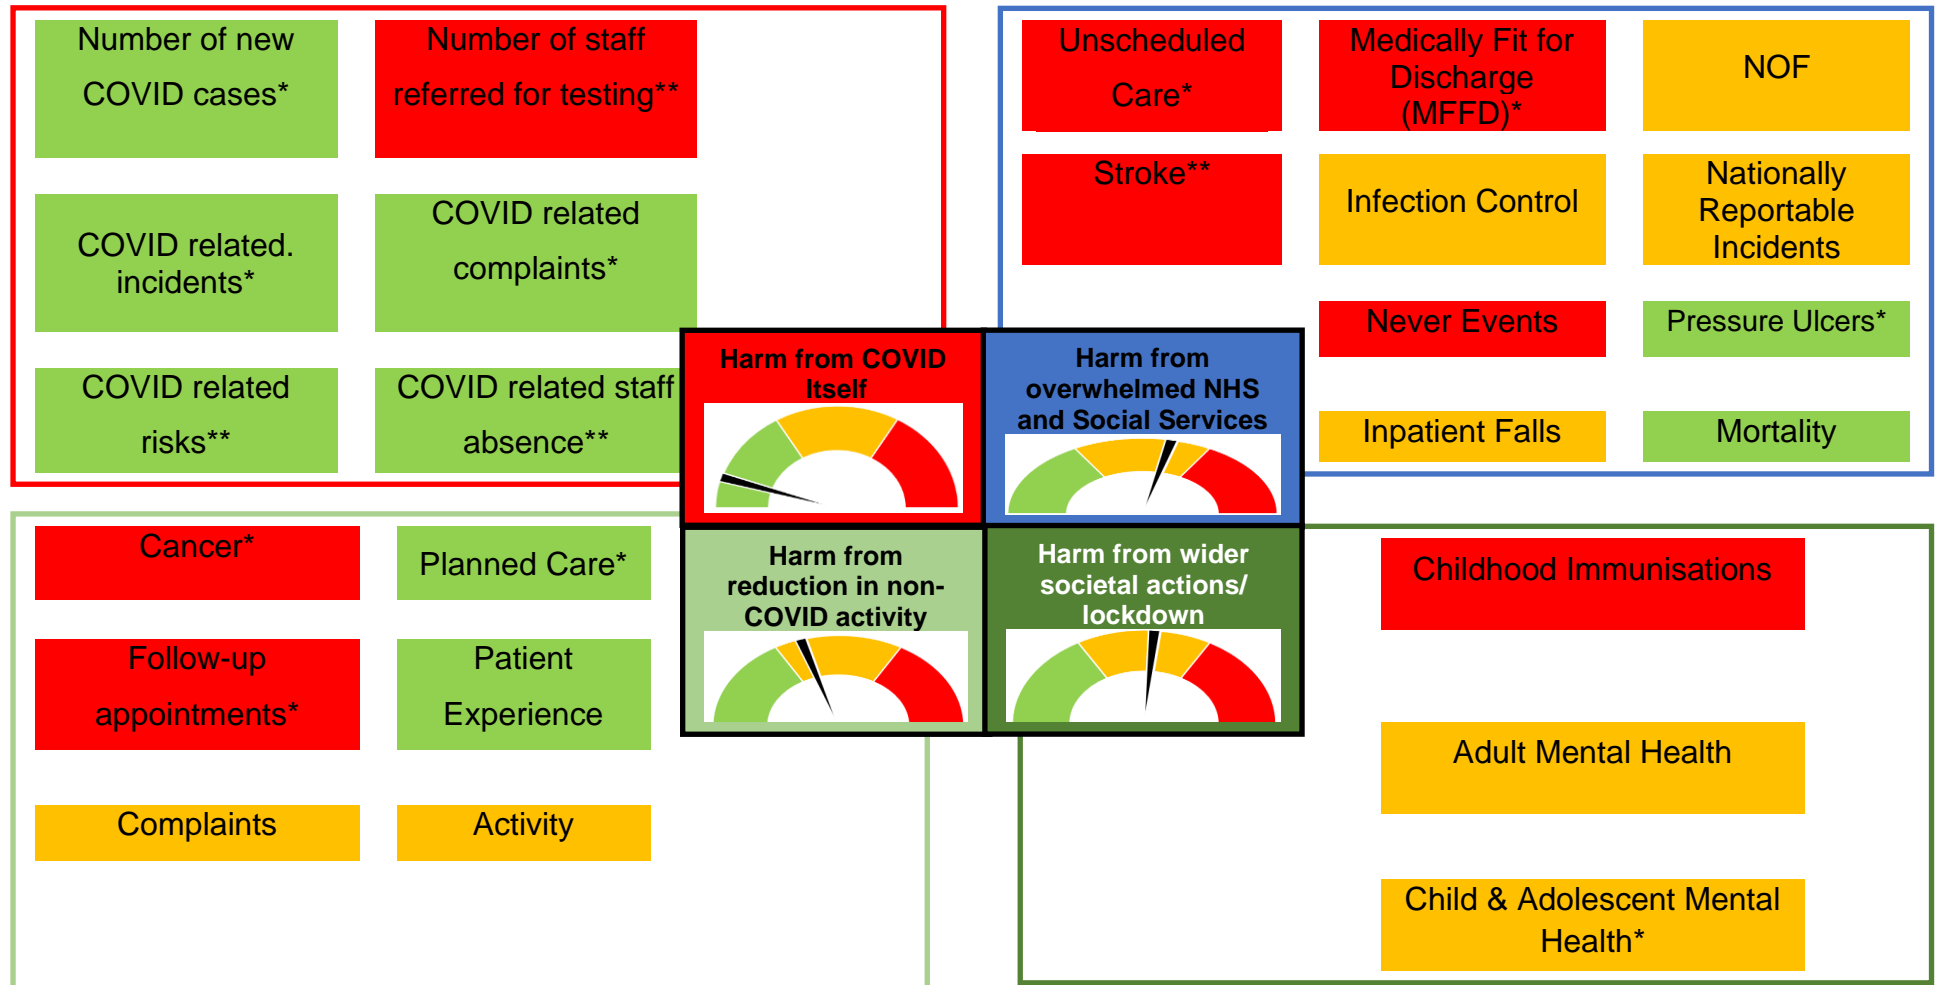 Number of new
COVID cases*
Number of staff
referred for testing**
COVID related.
incidents*
COVID related
complaints*
COVID related
risks**
COVID related staff
absence**
Unscheduled
Care*
Medically Fit for
Discharge
(MFFD)*
NOF
Stroke**
Infection Control
Nationally
Reportable
Incidents
Never Events
Pressure Ulcers*
Inpatient Falls
Mortality
Harm from COVID
Itself
Harm from
overwhelmed NHS
and Social Services
Harm from
reduction in non-
COVID activity
Harm from wider
societal actions/
lockdown
Cancer*
Planned Care*
Follow-up
appointments*
Patient
Experience
Complaints
Activity
Childhood Immunisations
Adult Mental Health
Child & Adolescent Mental
Health*